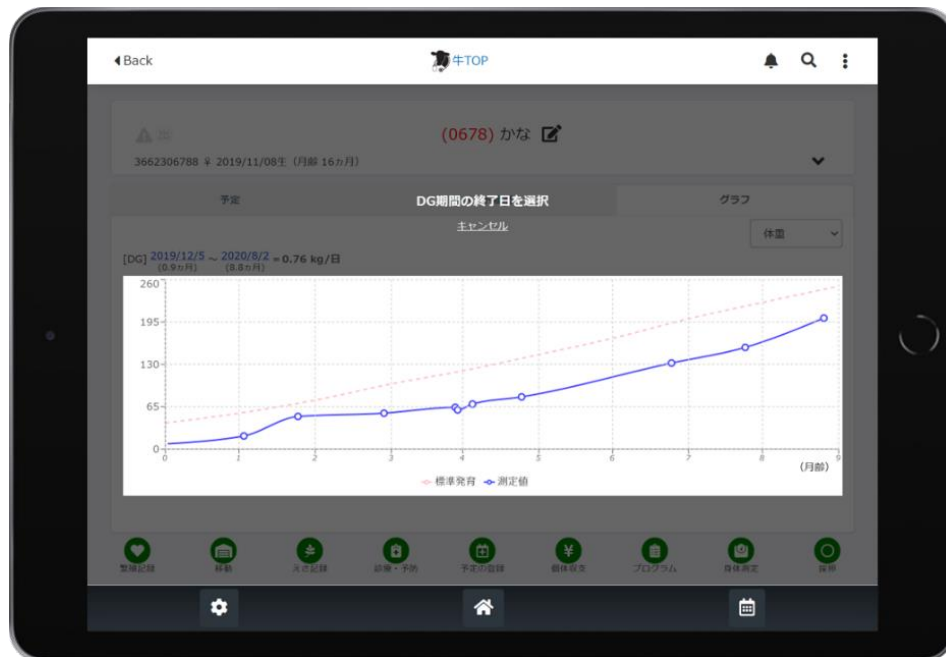 Back
牛TOP
(0678) かな
3662306788 ♀ 2019/11/08生 (月齢 16カ月)
予定
DG期間の終了日を選択
グラフ
キャンセル
体重
[DG] 2019/12/5 ~ 2020/8/2 = 0.76 kg/日
(0.9カ月) (8.8カ月)
260
195
130
65
0
0 1 2 3 4 5 6 7 8 9
(月齢)
標準発育 測定値
繁殖記録 移動 えさ記録 診療・予防 予定の登録 個体収支 プログラム 身体測定